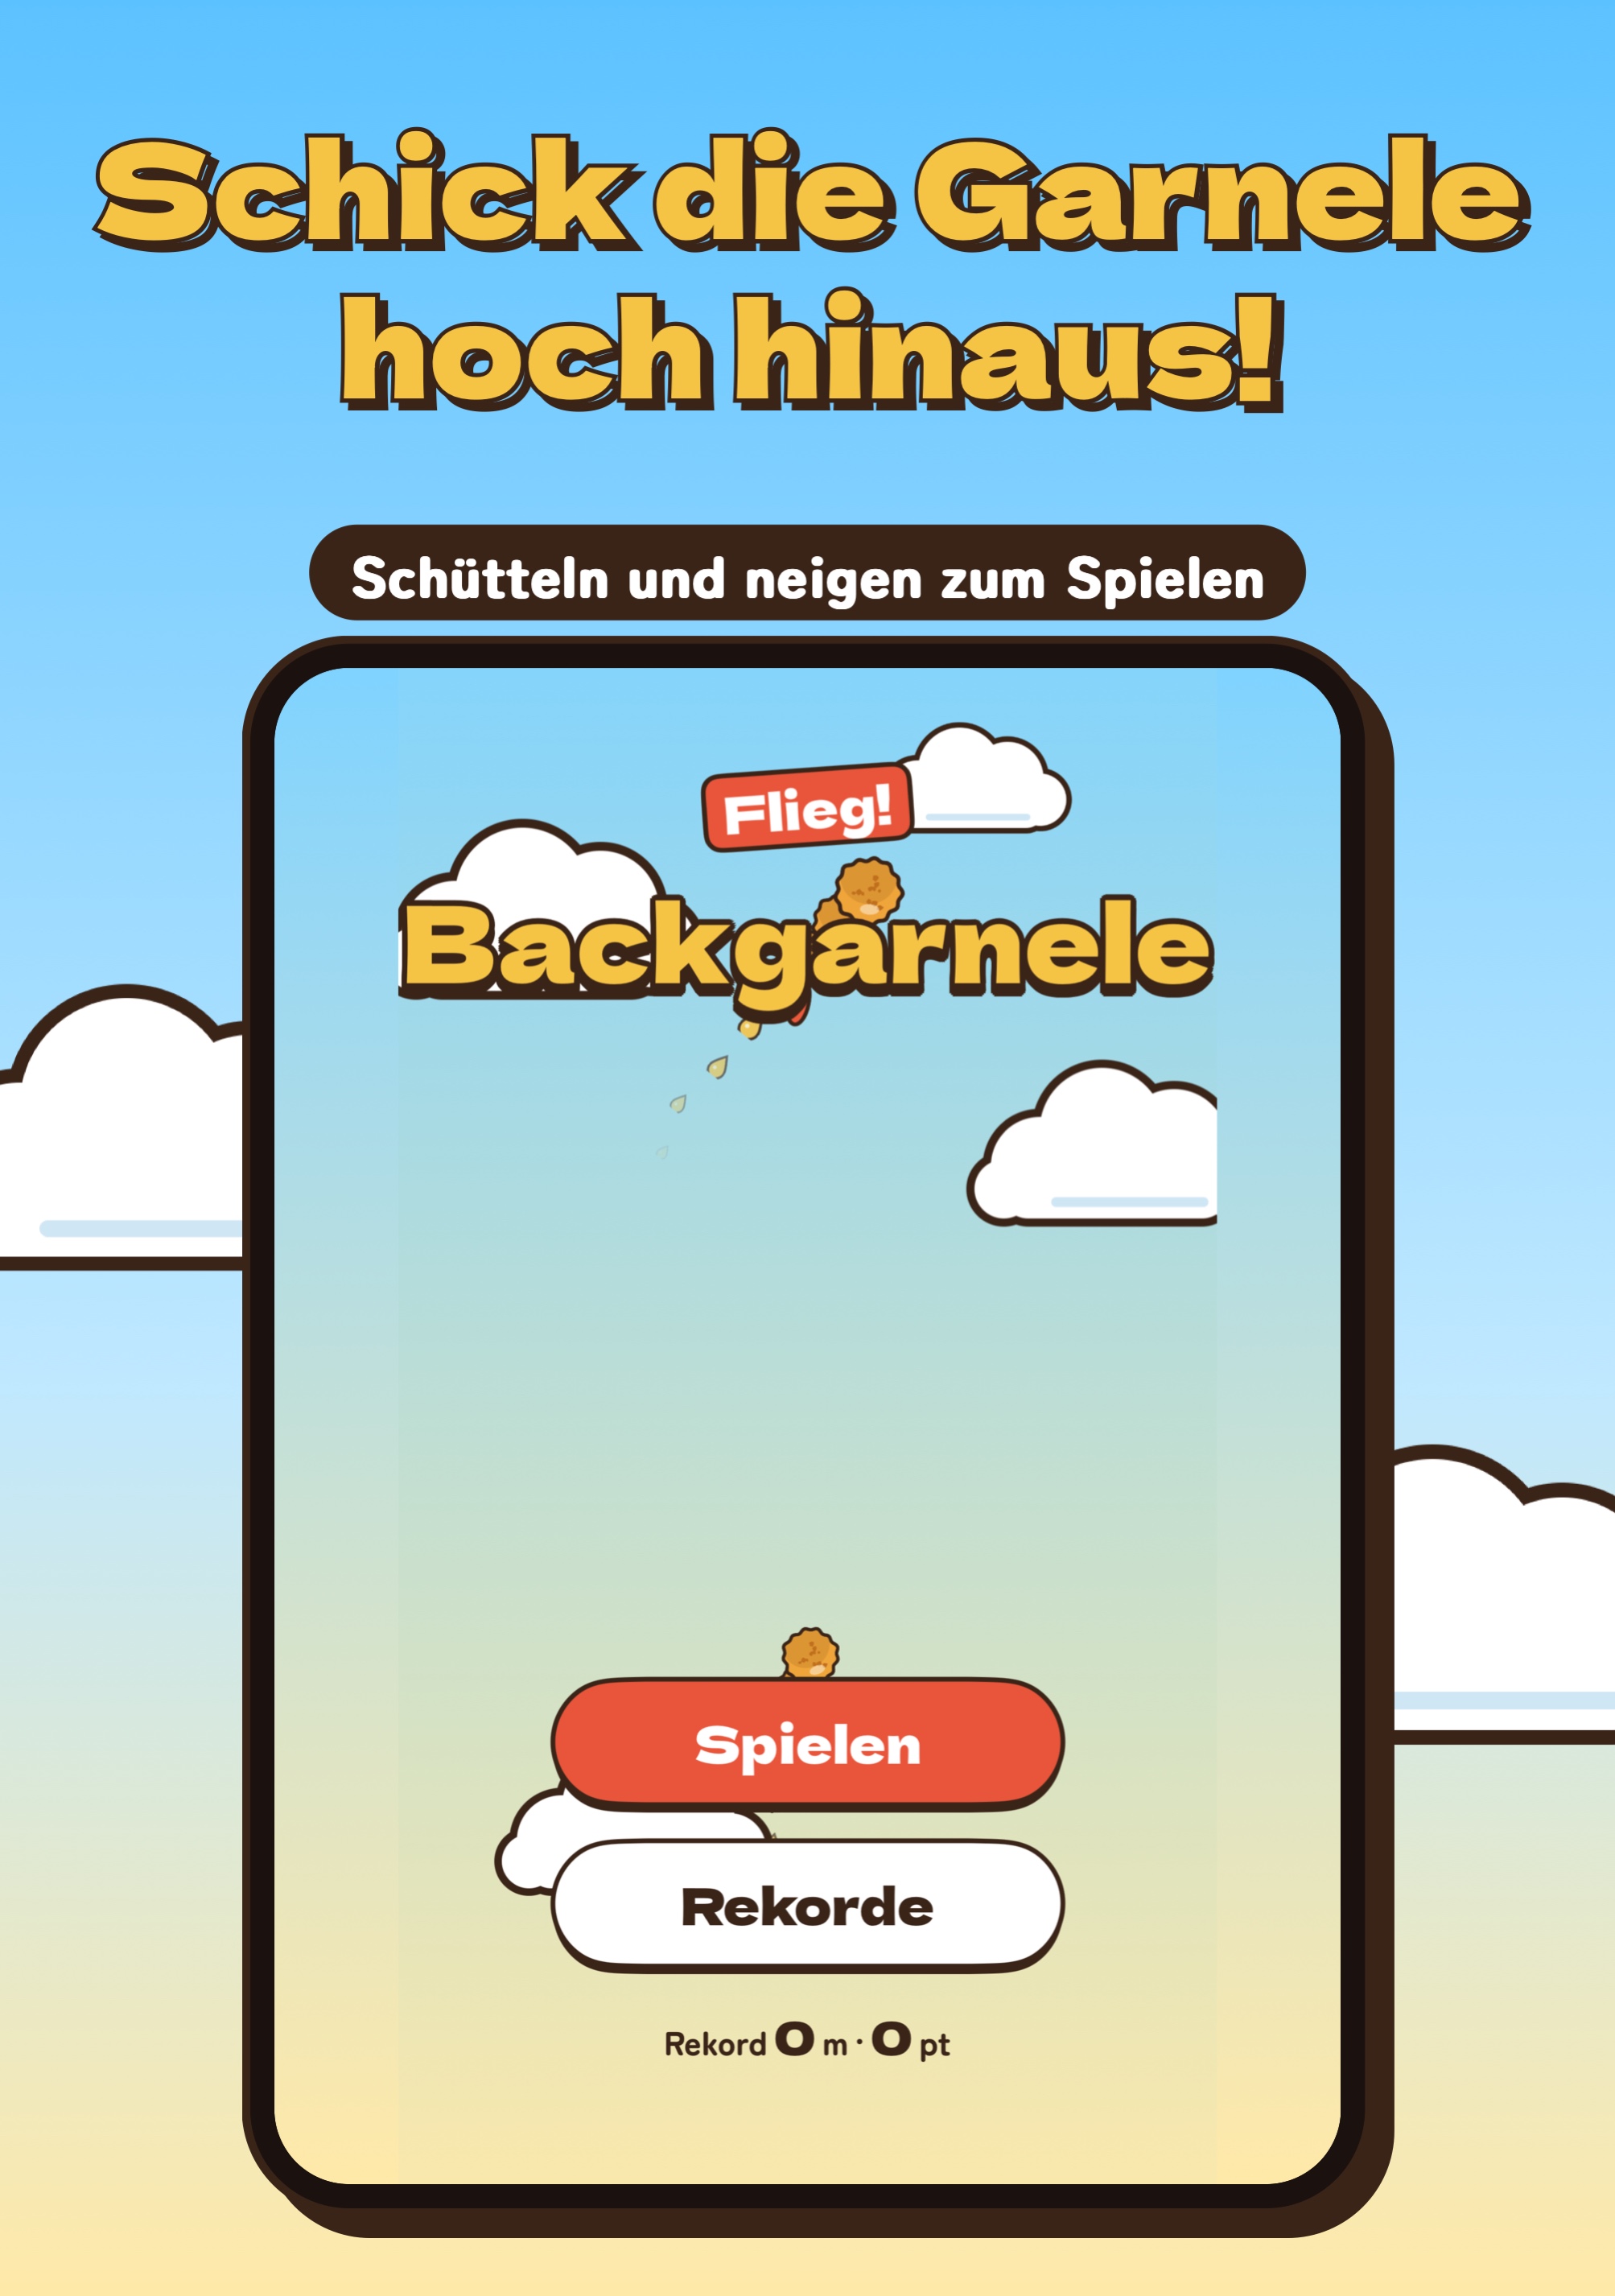 Schick die Garnele
hoch hinaus!
Schütteln und neigen zum Spielen
Flieg!
Backgarnele
Spielen
Rekorde
Rekord 0 m · 0 pt